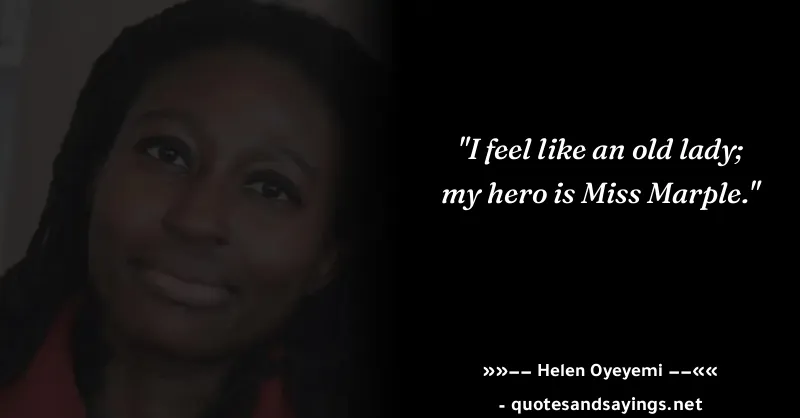 "I feel like an old lady;
my hero is Miss Marple."
»»−− Helen Oyeyemi −−««
- quotesandsayings.net